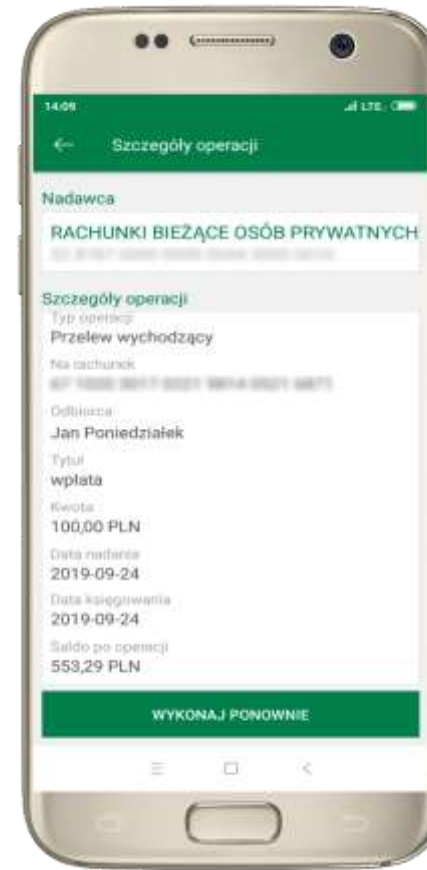 14:09
LTE
Szczegóły operacji
Nadawca
RACHUNKI BIEŻĄCE OSÓB PRYWATNYCH
Szczegóły operacji
Typ operacji
Przelew wychodzący
Na rachunek
Odbiorca
Jan Poniedziałek
Tytuł
wpłata
Kwota
100,00 PLN
Data nadania
2019-09-24
Data księgowania
2019-09-24
Saldo po operacji
553,29 PLN
WYKONAJ PONOWNIE